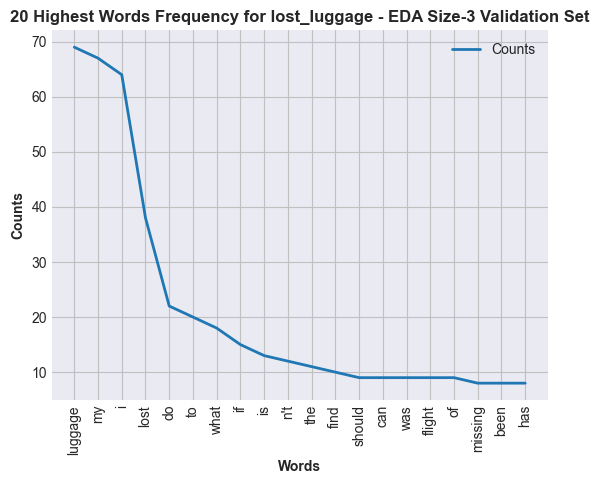 20 Highest Words Frequency for lost_luggage - EDA Size-3 Validation Set
Counts
70
60
50
40
30
20
10
Counts
luggage
my
i
lost
do
to
what
if
is
n't
the
find
should
can
was
flight
of
missing
been
has
Words